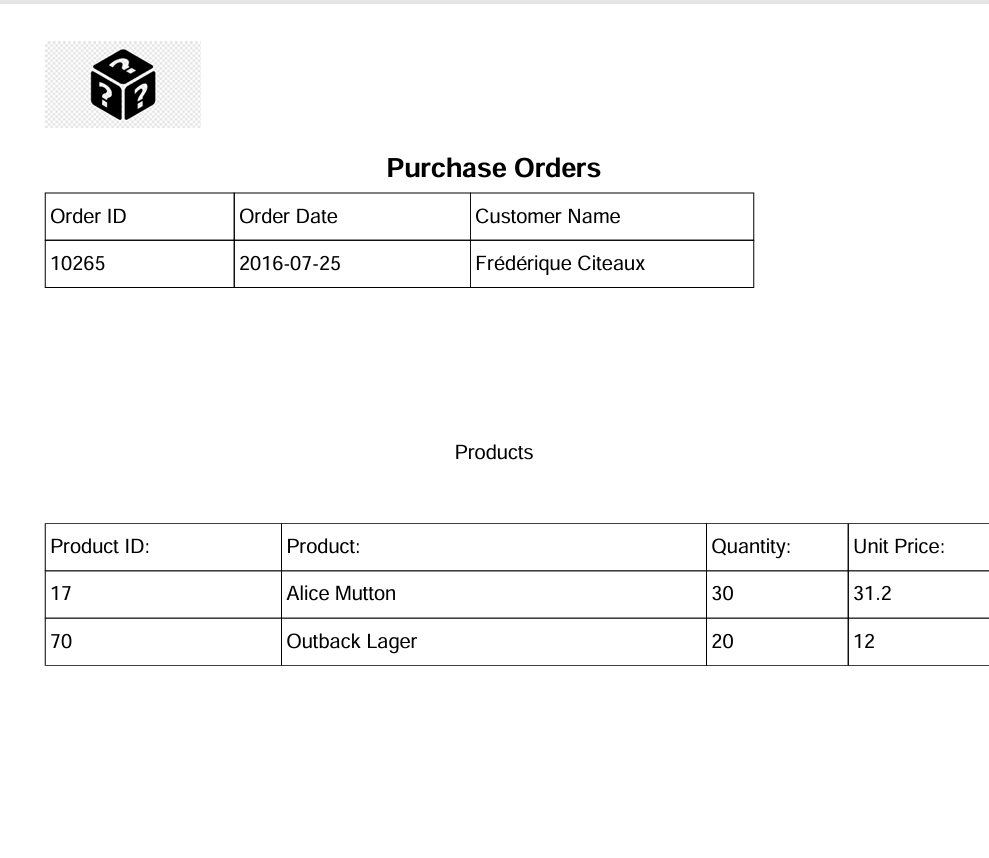 Purchase Orders
Order ID Order Date Customer Name
10265 2016-07-25 Frédérique Citeaux
Products
Product ID: Product: Quantity: Unit Price:
17 Alice Mutton 30 31.2
70 Outback Lager 20 12